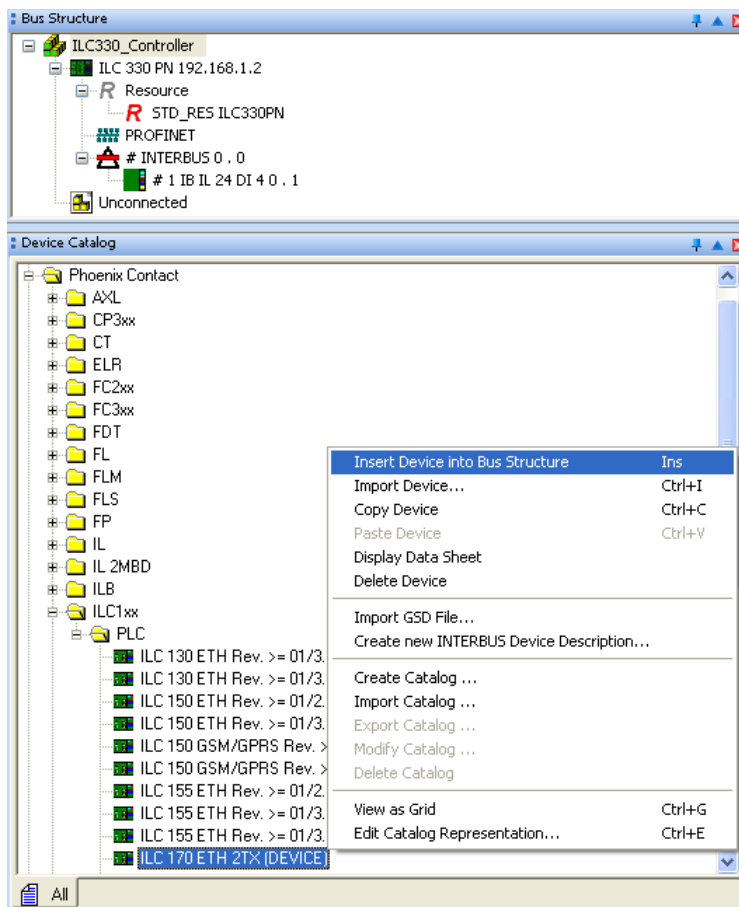 Bus Structure
ILC330_Controller
ILC 330 PN 192.168.1.2
R Resource
R STD_RES ILC330PN
PROFINET
# INTERBUS 0 . 0
# 1 IB IL 24 DI 4 0 . 1
Unconnected
Device Catalog
Phoenix Contact
AXL
CP3xx
CT
ELR
FC2xx
FC3xx
FDT
FL
FLM
FLS
FP
IL
IL 2MBD
ILB
ILC1xx
PLC
ILC 130 ETH Rev. >= 01/3.
ILC 130 ETH Rev. >= 01/3.
ILC 150 ETH Rev. >= 01/2.
ILC 150 ETH Rev. >= 01/3.
ILC 150 GSM/GPRS Rev. >
ILC 150 GSM/GPRS Rev. >
ILC 155 ETH Rev. >= 01/2.
ILC 155 ETH Rev. >= 01/3.
ILC 155 ETH Rev. >= 01/3.
ILC 170 ETH 2TX (DEVICE)
Insert Device into Bus Structure Ins
Import Device... Ctrl+I
Copy Device Ctrl+C
Paste Device Ctrl+V
Display Data Sheet
Delete Device
Import GSD File...
Create new INTERBUS Device Description...
Create Catalog ...
Import Catalog ...
Export Catalog ...
Modify Catalog ...
Delete Catalog
View as Grid Ctrl+G
Edit Catalog Representation... Ctrl+E
All